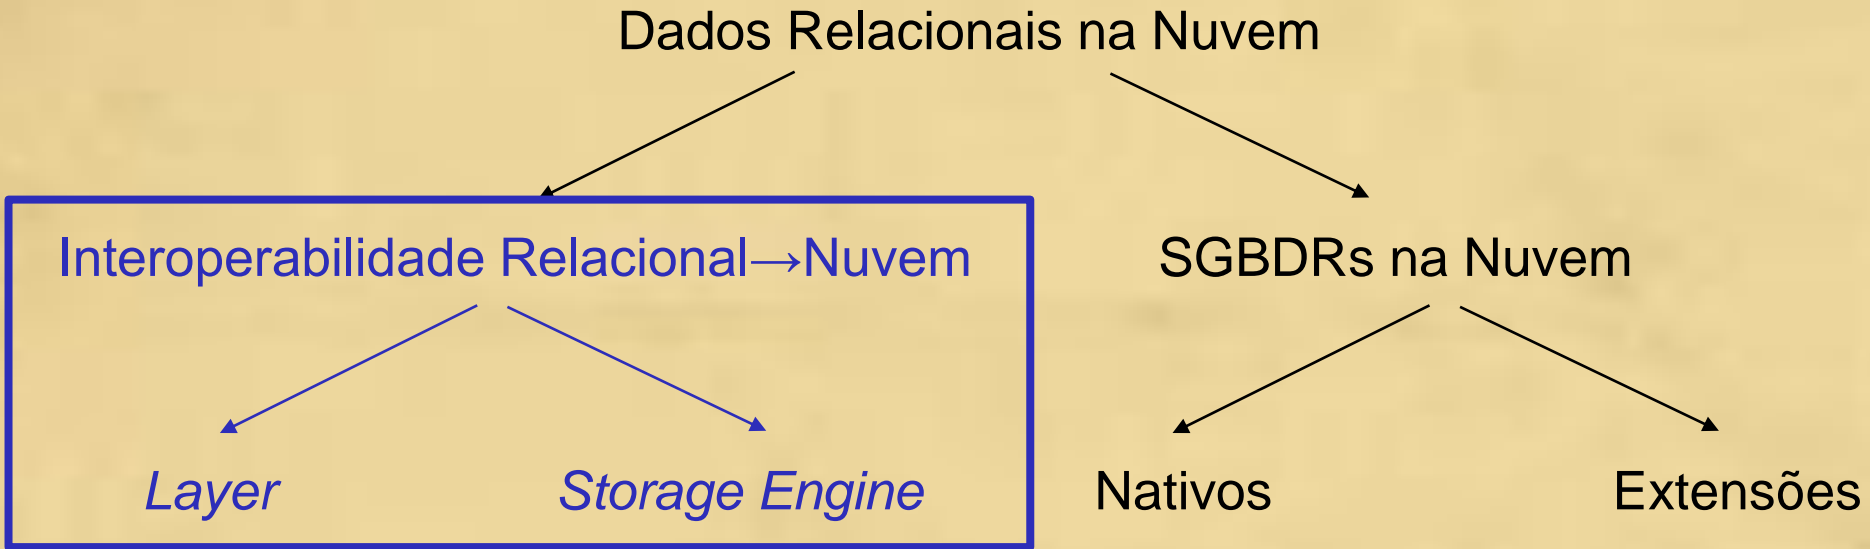 Dados Relacionais na Nuvem
Interoperabilidade Relacional→Nuvem
SGBDRs na Nuvem
Layer
Storage Engine
Nativos
Extensões